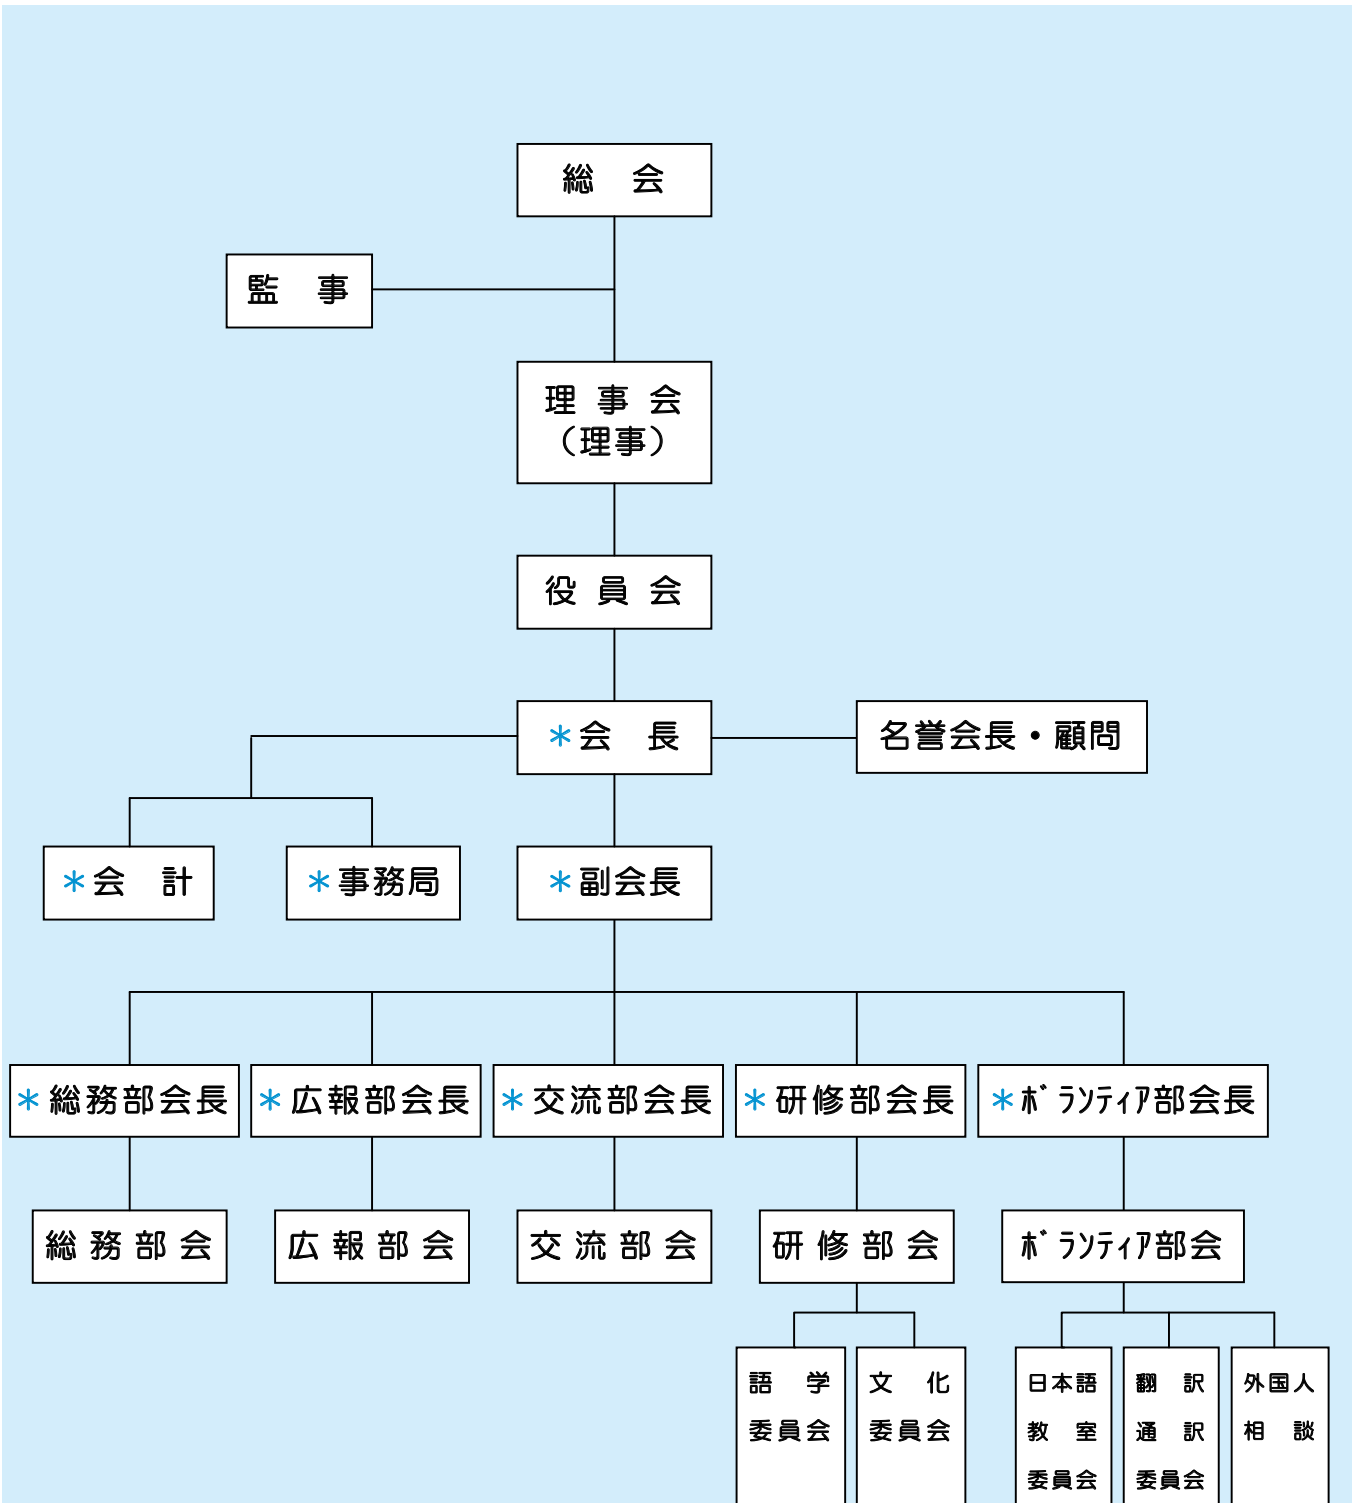 総　会
監　事
理 事 会
（理事）
役 員 会
＊会　長
名誉会長・顧問
＊会　計
＊事務局
＊副会長
＊総務部会長
＊広報部会長
＊交流部会長
＊研修部会長
＊ﾎﾞﾗﾝﾃｨｱ部会長
総 務 部 会
広 報 部 会
交 流 部 会
研 修 部 会
ﾎﾞﾗﾝﾃｨｱ部会
語　学
委員会
文　化
委員会
日本語
教　室
委員会
翻　訳
通　訳
委員会
外国人
相　談